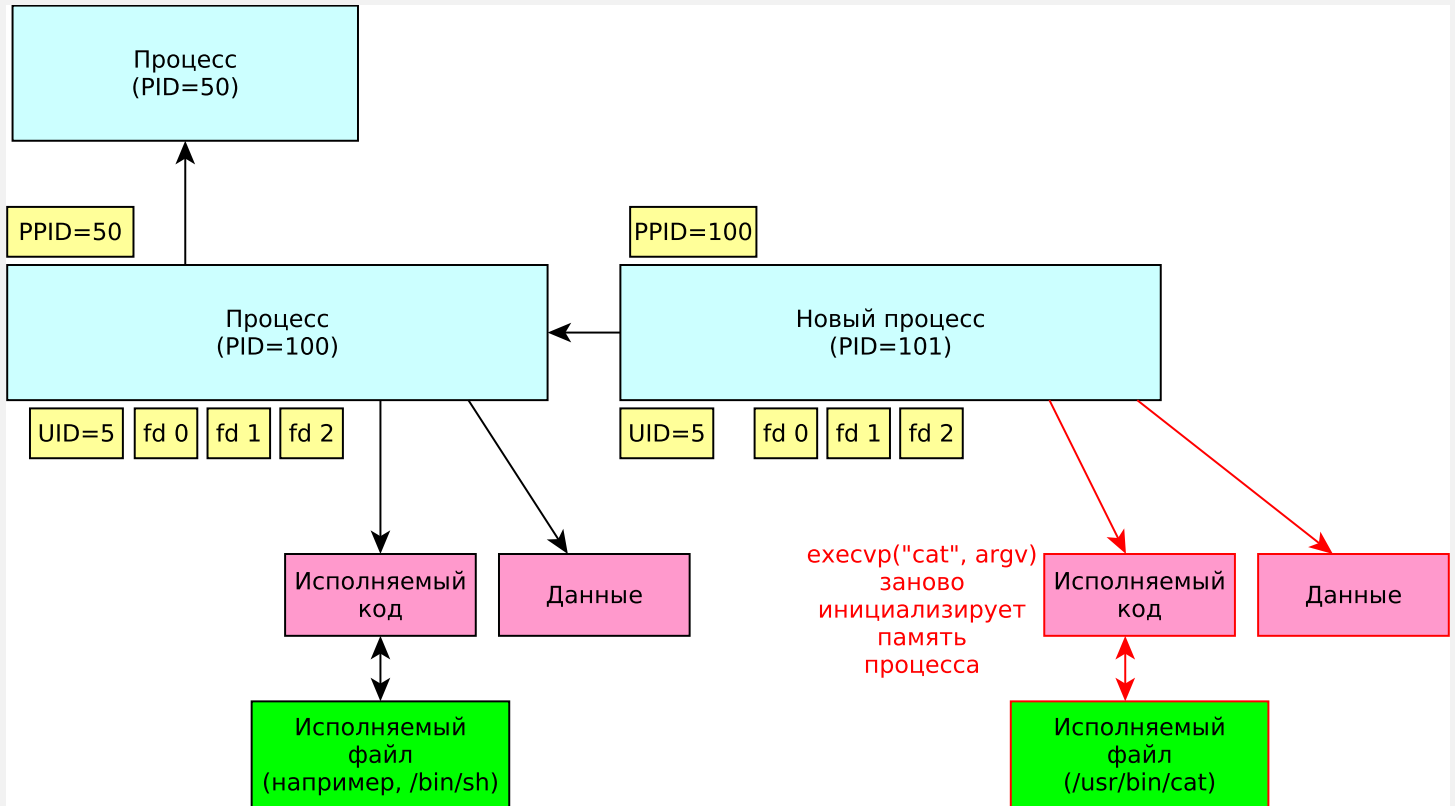 Процесс
(PID=50)
PPID=50
PPID=100
Процесс
(PID=100)
Новый процесс
(PID=101)
UID=5
fd 0
fd 1
fd 2
UID=5
fd 0
fd 1
fd 2
Исполняемый
код
Данные
execvp("cat", argv)
заново
инициализирует
память
процесса
Исполняемый
код
Данные
Исполняемый
файл
(например, /bin/sh)
Исполняемый
файл
(/usr/bin/cat)